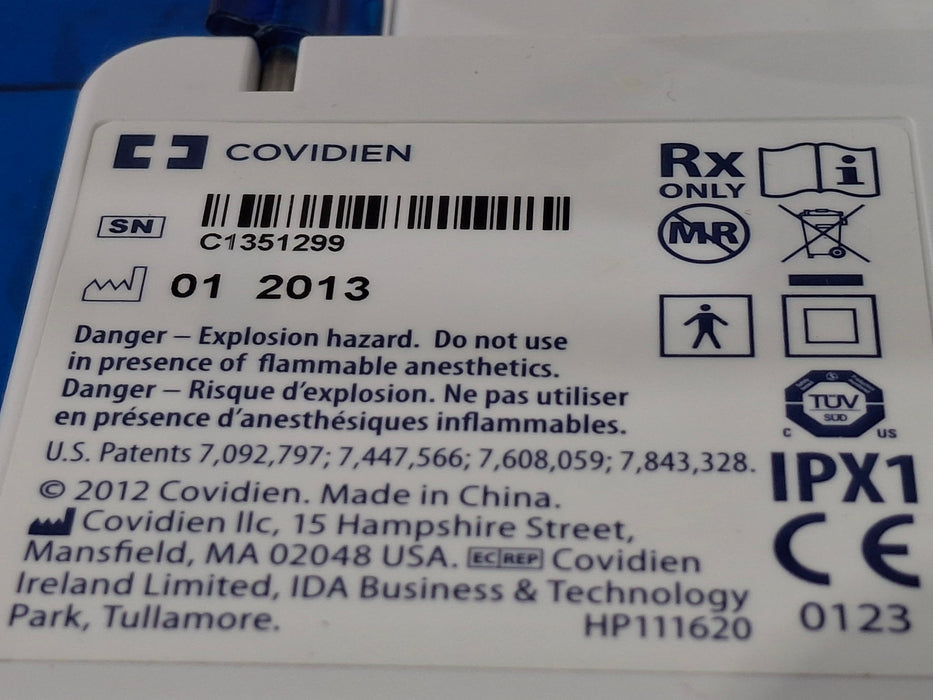 COVIDIEN
SN
C1351299
01 2013
Danger – Explosion hazard. Do not use
in presence of flammable anesthetics.
Danger – Risque d’explosion. Ne pas utiliser
en présence d’anesthésiques inflammables.
U.S. Patents 7,092,797; 7,447,566; 7,608,059; 7,843,328.
© 2012 Covidien. Made in China.
Covidien llc, 15 Hampshire Street,
Mansfield, MA 02048 USA. EC REP Covidien
Ireland Limited, IDA Business & Technology
Park, Tullamore.
HP111620
Rx
ONLY
i
MR
TÜV
SÜD
C US
IPX1
CE
0123